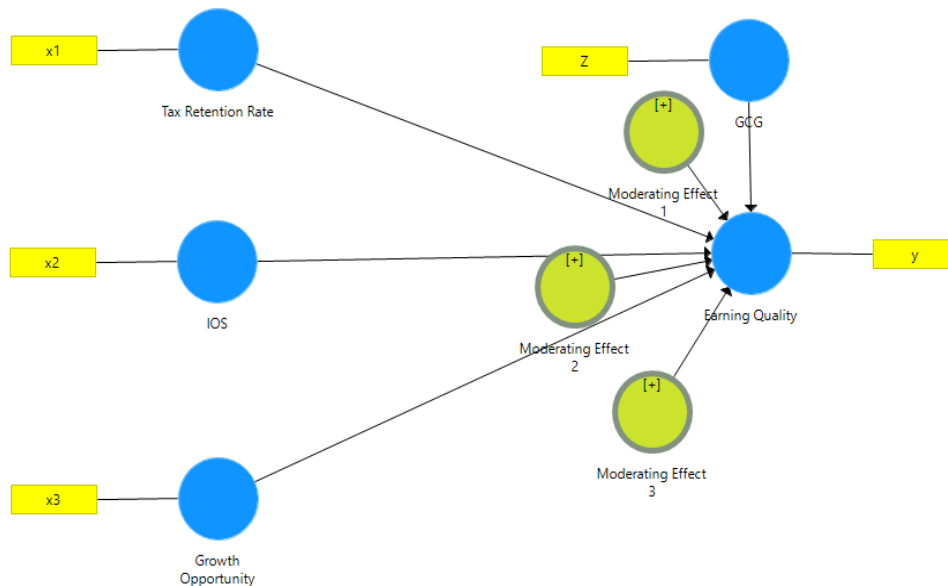 x1
Tax Retention Rate
Z
GCG
[+]
Moderating Effect
1
x2
IOS
[+]
Moderating Effect
2
y
Earning Quality
[+]
Moderating Effect
3
x3
Growth
Opportunity